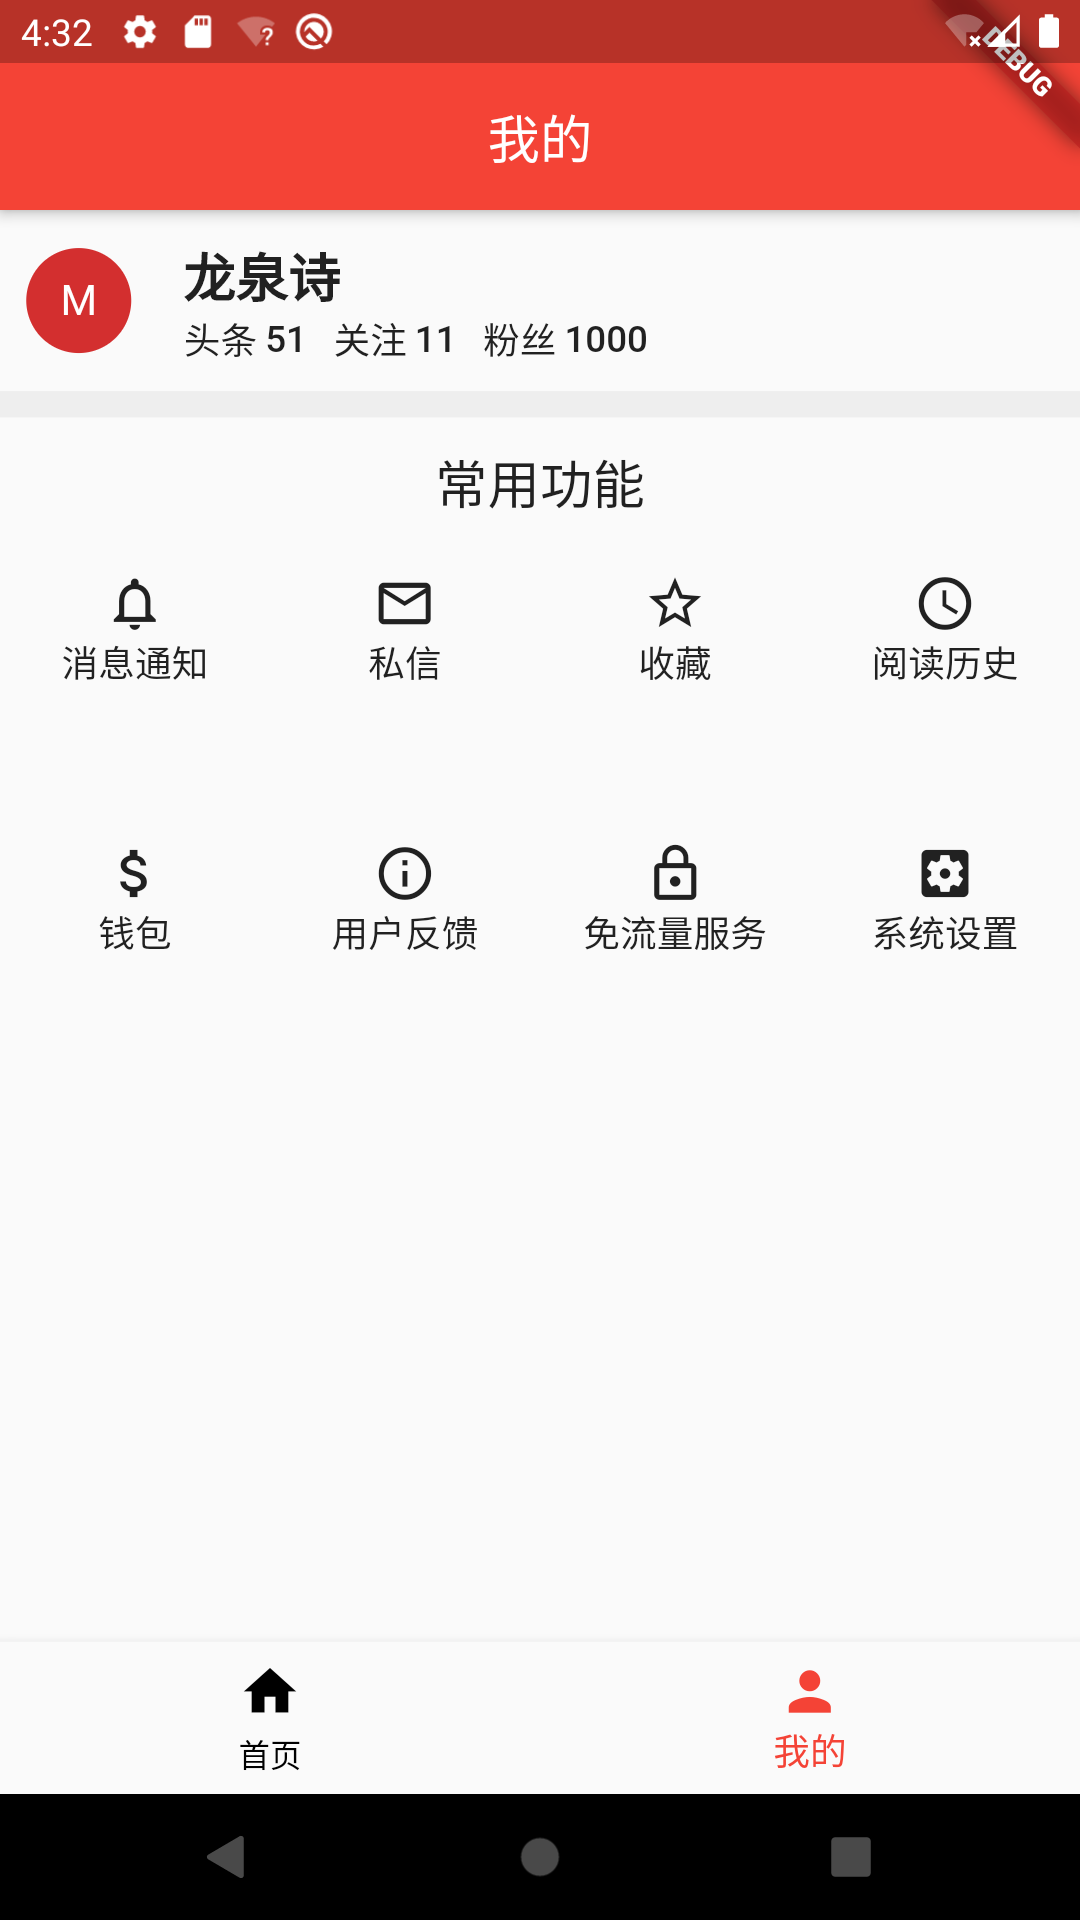 4:32
DEBUG
我的
M
龙泉诗
头条 51 关注 11 粉丝 1000
常用功能
消息通知 私信 收藏 阅读历史
钱包 用户反馈 免流量服务 系统设置
首页 我的